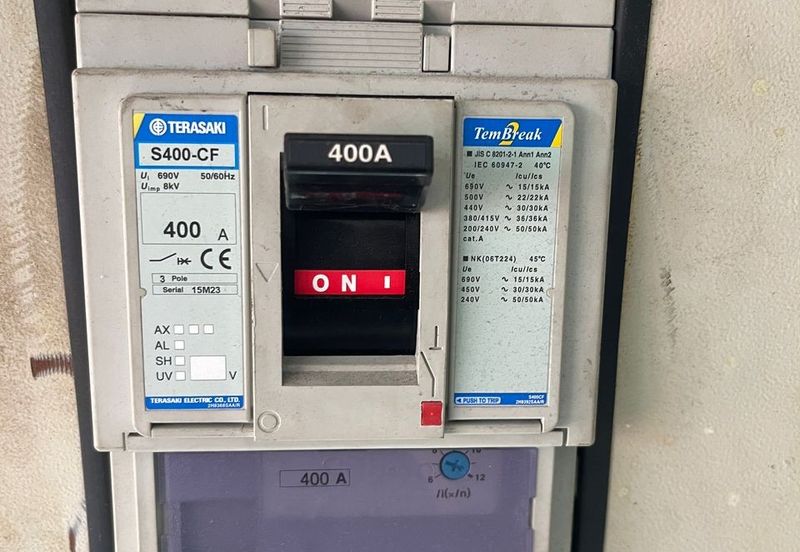 TERASAKI
S400-CF
Ui 690V 50/60Hz
Uimp 8kV
400 A
CE
3 Pole
Serial 15M23
AX
AL
SH
UV V
TERASAKI ELECTRIC CO., LTD.
I
400A
ON I
TemBreak 2
■ JIS C 8201-2-1 Ann1 Ann2
IEC 60947-2 40℃
Ue Icu/Ics
690V ~ 15/15kA
500V ~ 22/22kA
440V ~ 30/30kA
380/415V ~ 36/36kA
200/240V ~ 50/50kA
cat.A
■ NK(06T224) 45℃
Ue Icu/Ics
690V ~ 15/15kA
450V ~ 30/30kA
240V ~ 50/50kA
S400CF
PUSH TO TRIP
400 A
6 12
Ii(x/n)